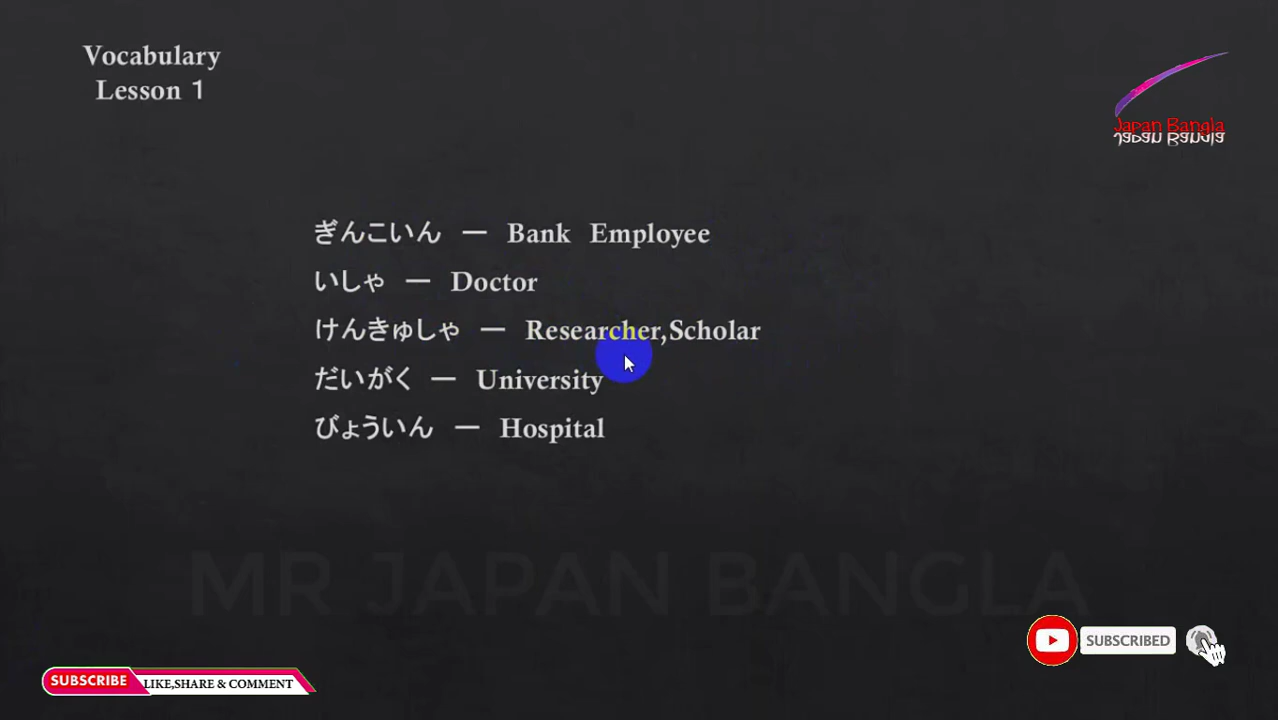 Vocabulary
Lesson 1
Japan Bangla
ぎんこいん ー Bank Employee
いしゃ ー Doctor
けんきゅしゃ ー Researcher,Scholar
だいがく ー University
びょういん ー Hospital
MR JAPAN BANGLA
SUBSCRIBED
SUBSCRIBE
LIKE,SHARE & COMMENT